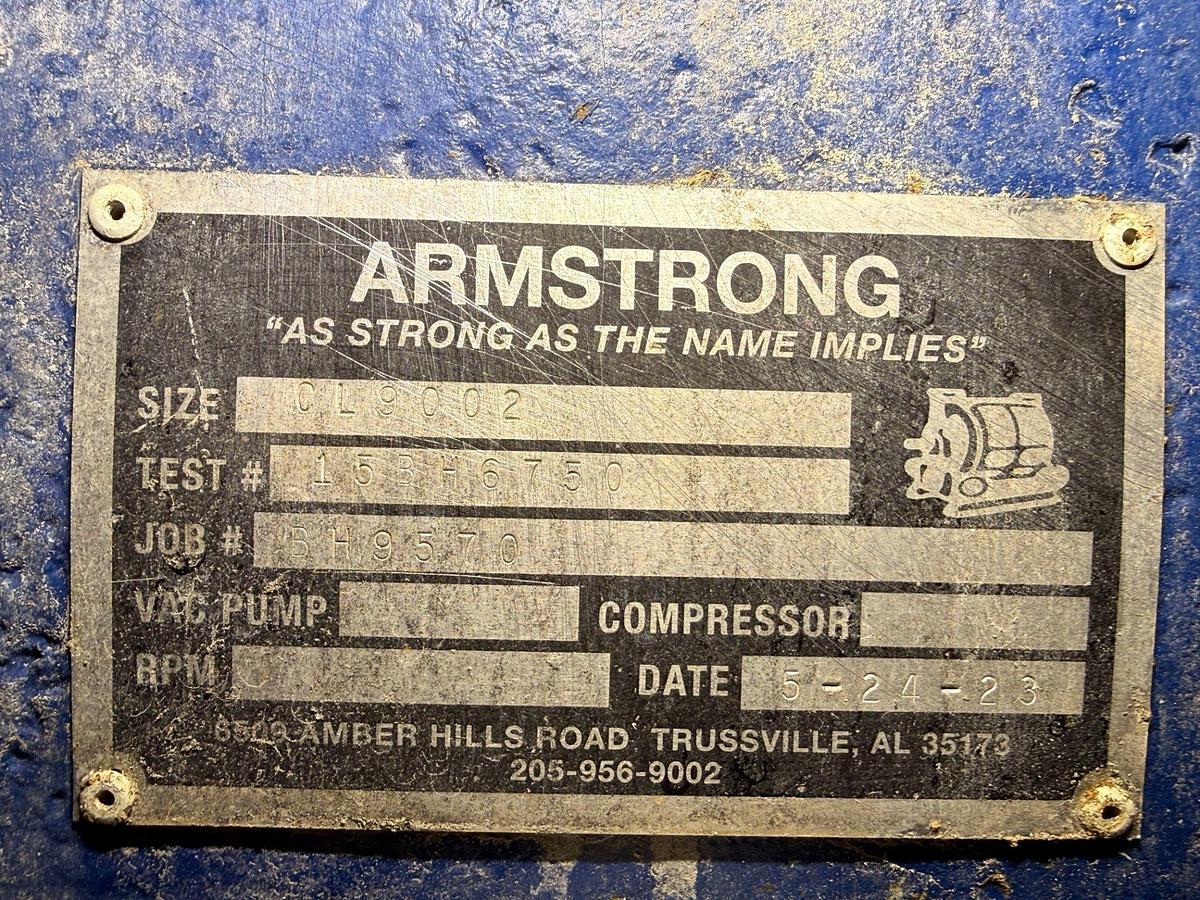 ARMSTRONG
“AS STRONG AS THE NAME IMPLIES”
SIZE CL9002
TEST # 15BH6750
JOB # BH9570
VAC PUMP COMPRESSOR
RPM DATE 5-24-23
AMBER HILLS ROAD TRUSSVILLE, AL 35173
205-956-9002